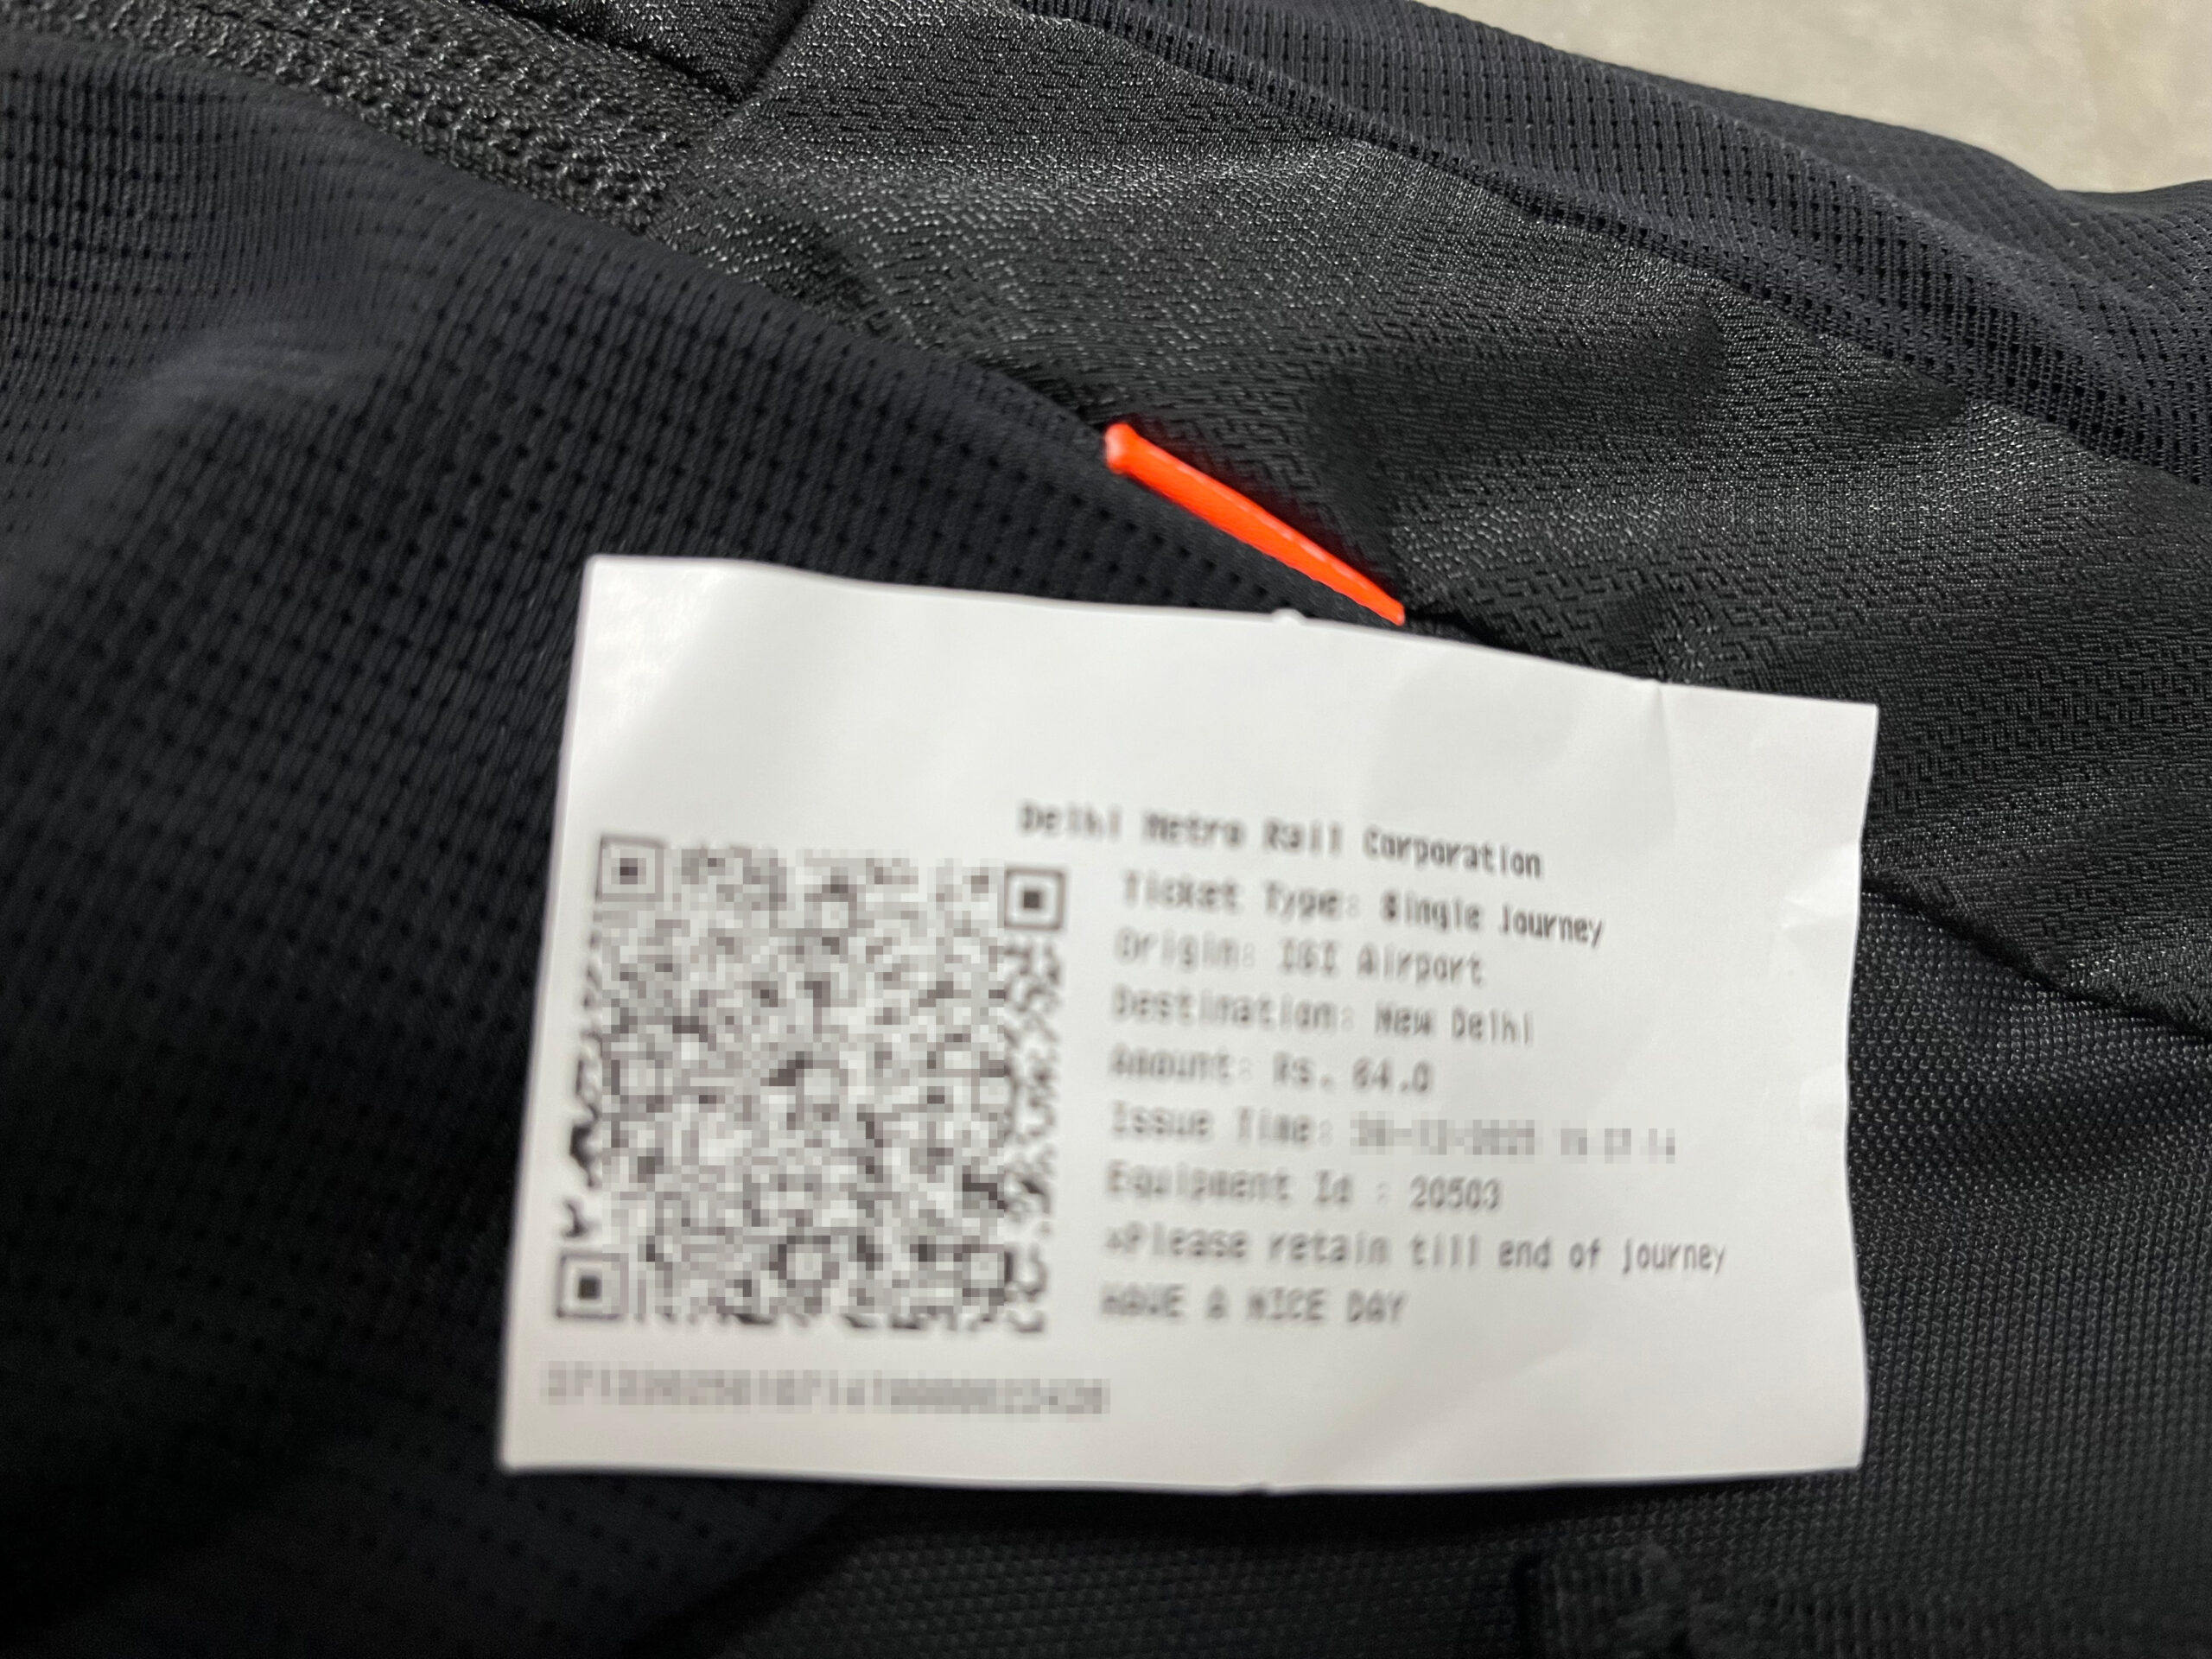 Delhi Metro Rail Corporation
Ticket Type: Single Journey
Origin: IGI Airport
Destination: New Delhi
Amount: Rs. 64.0
Issue Time:
Equipment Id : 20503
*Please retain till end of journey
HAVE A NICE DAY